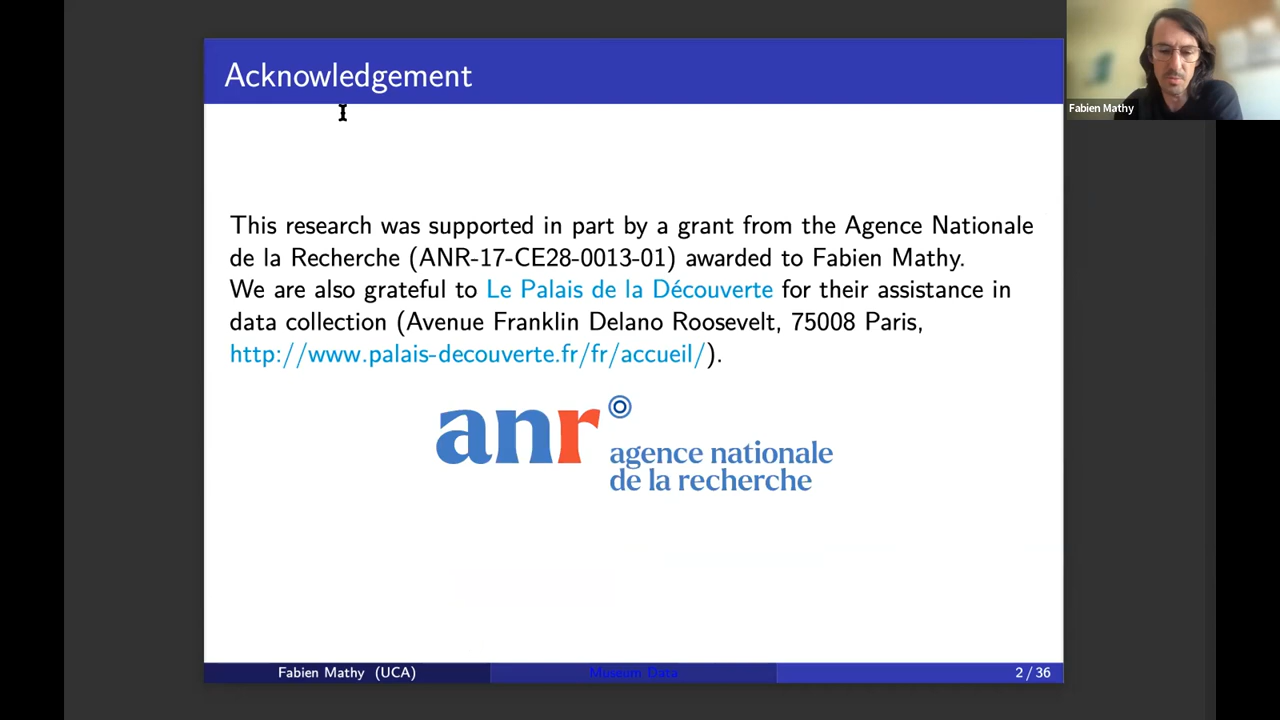 Acknowledgement
Fabien Mathy
This research was supported in part by a grant from the Agence Nationale
de la Recherche (ANR-17-CE28-0013-01) awarded to Fabien Mathy.
We are also grateful to Le Palais de la Découverte for their assistance in
data collection (Avenue Franklin Delano Roosevelt, 75008 Paris,
http://www.palais-decouverte.fr/fr/accueil/).
anr
agence nationale
de la recherche
Fabien Mathy (UCA) Museum Data 2 / 36